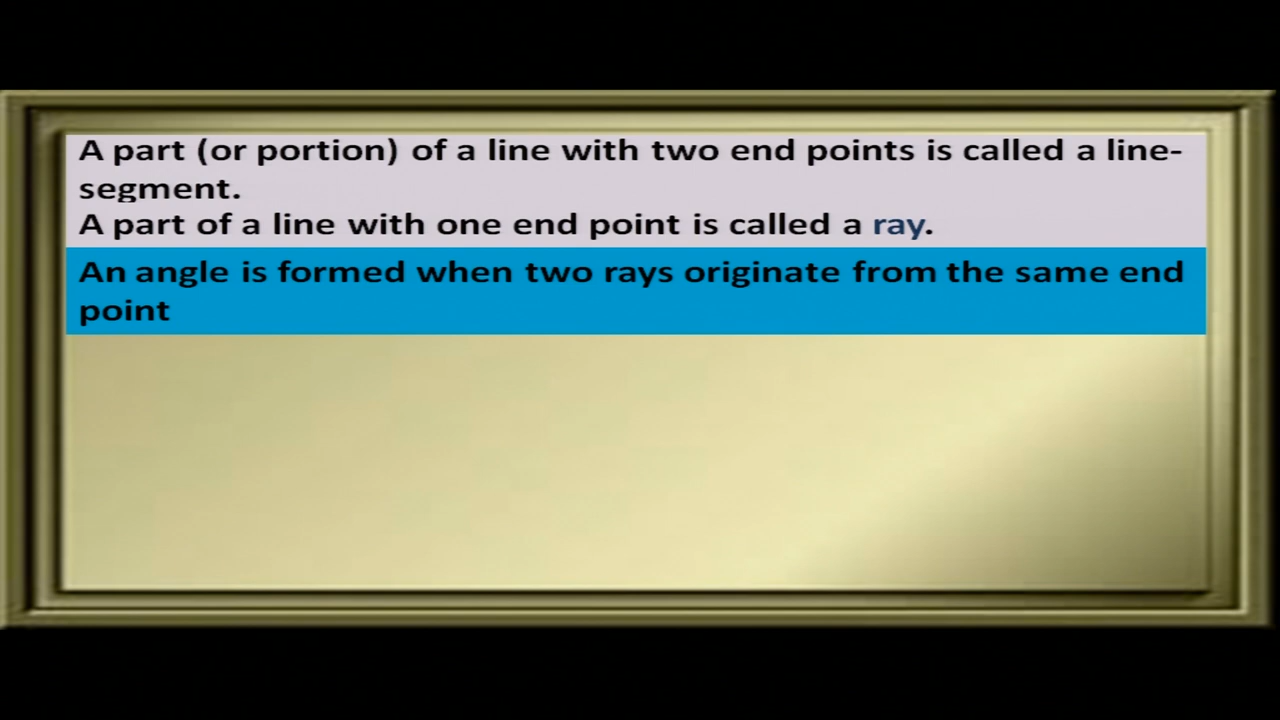 A part (or portion) of a line with two end points is called a line-
segment.
A part of a line with one end point is called a ray.
An angle is formed when two rays originate from the same end
point